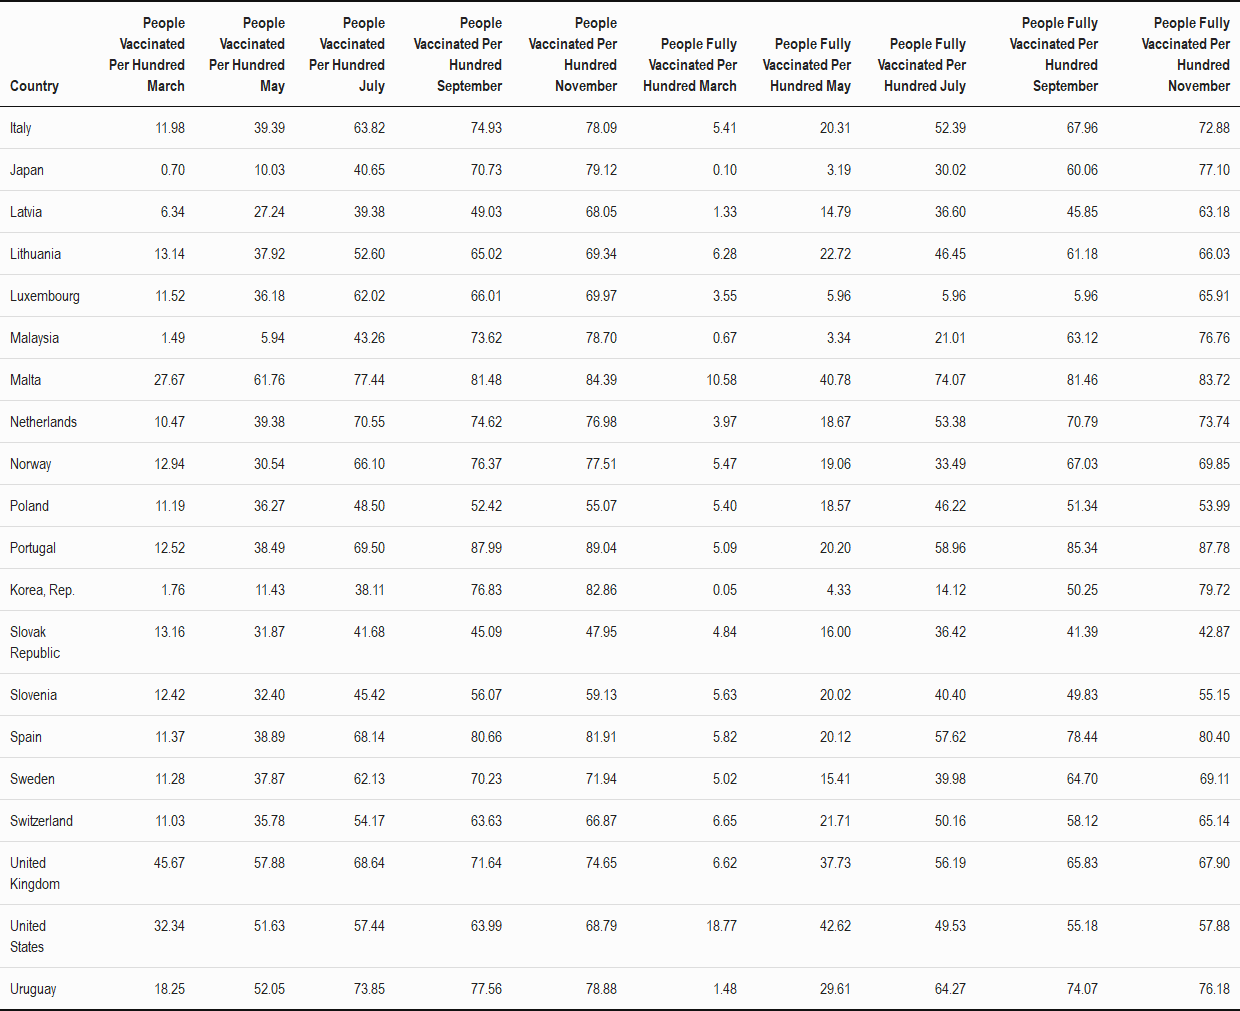 Country | People Vaccinated Per Hundred March | People Vaccinated Per Hundred May | People Vaccinated Per Hundred July | People Vaccinated Per Hundred September | People Vaccinated Per Hundred November | People Fully Vaccinated Per Hundred March | People Fully Vaccinated Per Hundred May | People Fully Vaccinated Per Hundred July | People Fully Vaccinated Per Hundred September | People Fully Vaccinated Per Hundred November
Italy 11.98 39.39 63.82 74.93 78.09 5.41 20.31 52.39 67.96 72.88
Japan 0.70 10.03 40.65 70.73 79.12 0.10 3.19 30.02 60.06 77.10
Latvia 6.34 27.24 39.38 49.03 68.05 1.33 14.79 36.60 45.85 63.18
Lithuania 13.14 37.92 52.60 65.02 69.34 6.28 22.72 46.45 61.18 66.03
Luxembourg 11.52 36.18 62.02 66.01 69.97 3.55 5.96 5.96 5.96 65.91
Malaysia 1.49 5.94 43.26 73.62 78.70 0.67 3.34 21.01 63.12 76.76
Malta 27.67 61.76 77.44 81.48 84.39 10.58 40.78 74.07 81.46 83.72
Netherlands 10.47 39.38 70.55 74.62 76.98 3.97 18.67 53.38 70.79 73.74
Norway 12.94 30.54 66.10 76.37 77.51 5.47 19.06 33.49 67.03 69.85
Poland 11.19 36.27 48.50 52.42 55.07 5.40 18.57 46.22 51.34 53.99
Portugal 12.52 38.49 69.50 87.99 89.04 5.09 20.20 58.96 85.34 87.78
Korea, Rep. 1.76 11.43 38.11 76.83 82.86 0.05 4.33 14.12 50.25 79.72
Slovak Republic 13.16 31.87 41.68 45.09 47.95 4.84 16.00 36.42 41.39 42.87
Slovenia 12.42 32.40 45.42 56.07 59.13 5.63 20.02 40.40 49.83 55.15
Spain 11.37 38.89 68.14 80.66 81.91 5.82 20.12 57.62 78.44 80.40
Sweden 11.28 37.87 62.13 70.23 71.94 5.02 15.41 39.98 64.70 69.11
Switzerland 11.03 35.78 54.17 63.63 66.87 6.65 21.71 50.16 58.12 65.14
United Kingdom 45.67 57.88 68.64 71.64 74.65 6.62 37.73 56.19 65.83 67.90
United States 32.34 51.63 57.44 63.99 68.79 18.77 42.62 49.53 55.18 57.88
Uruguay 18.25 52.05 73.85 77.56 78.88 1.48 29.61 64.27 74.07 76.18